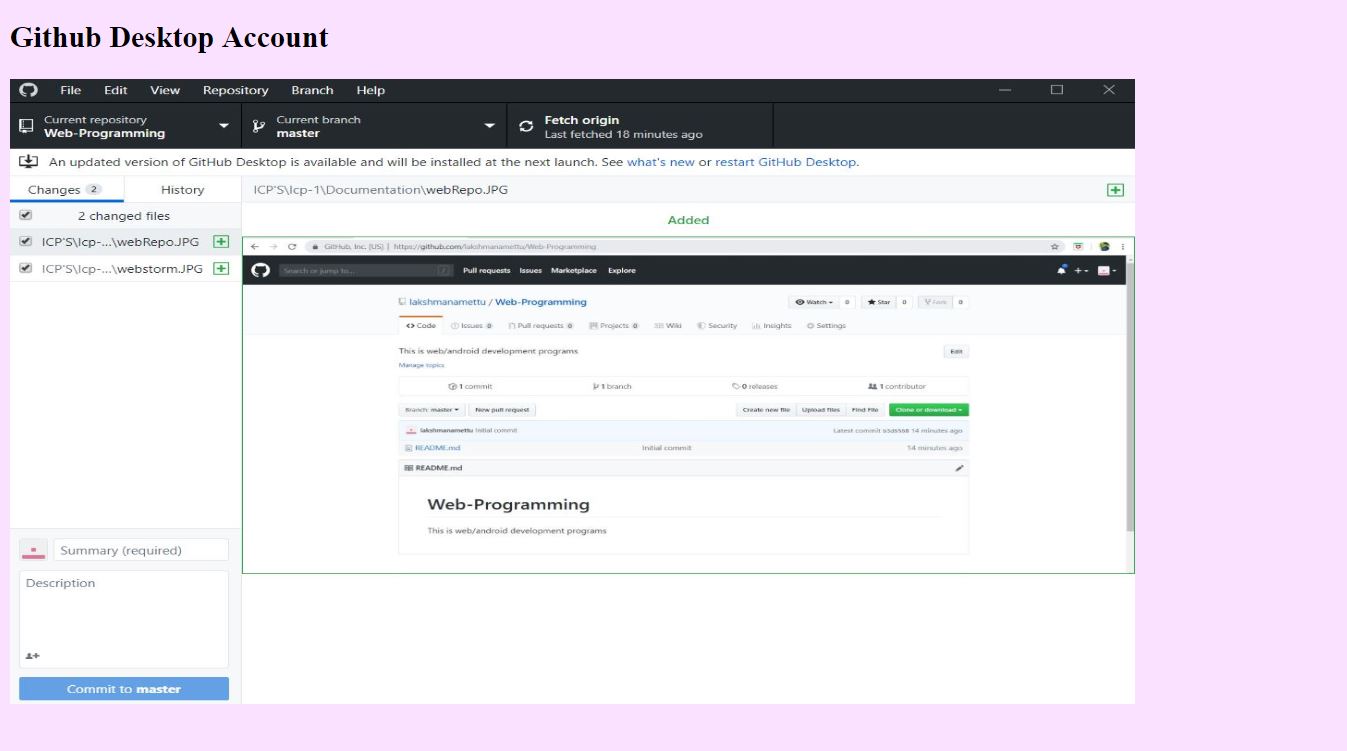 Github Desktop Account
File Edit View Repository Branch Help
Current repository
Web-Programming
Current branch
master
Fetch origin
Last fetched 18 minutes ago
An updated version of GitHub Desktop is available and will be installed at the next launch. See what's new or restart GitHub Desktop.
Changes 2 History
ICP'S\Icp-1\Documentation\webRepo.JPG
2 changed files
Added
ICP'S\Icp-...\webRepo.JPG
ICP'S\Icp-...\webstorm.JPG
GitHub, Inc. [US] | https://github.com/lakshmanamettu/Web-Programming
Search or jump to... / Pull requests Issues Marketplace Explore
lakshmanamettu / Web-Programming
Watch 0 Star 0 Fork 0
Code Issues 0 Pull requests 0 Projects 0 Wiki Security Insights Settings
This is web/android development programs
Edit
Manage topics
1 commit 1 branch 0 releases 1 contributor
Branch: master New pull request Create new file Upload files Find File Clone or download
lakshmanamettu Initial commit Latest commit 14 minutes ago
README.md Initial commit 14 minutes ago
README.md
Web-Programming
This is web/android development programs
Summary (required)
Description
Commit to master